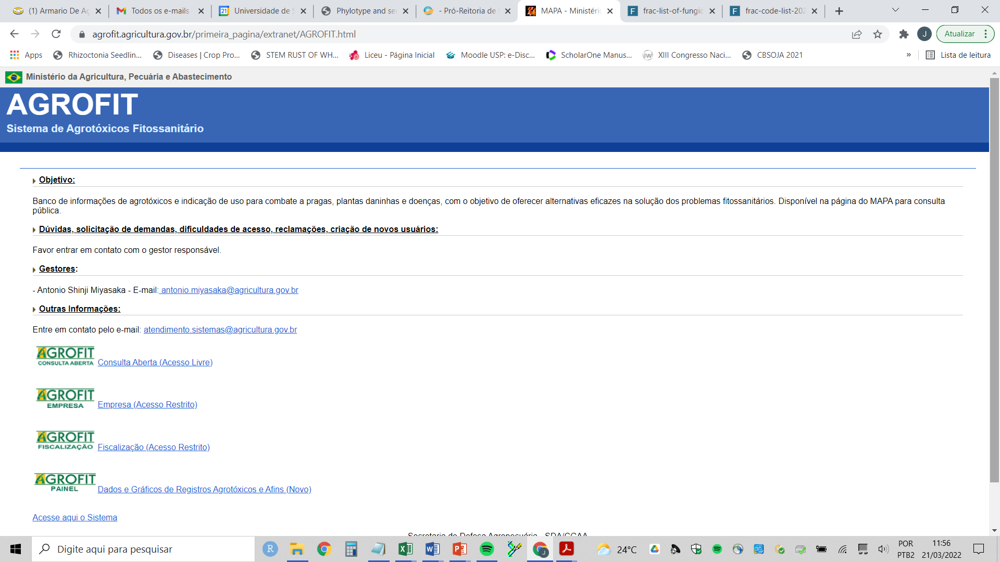 (1) Armario De Aç
Todos os e-mails
21
Universidade de S
Phylotype and se
- Pró-Reitoria de
MAPA - Ministéri
F
frac-list-of-fungic
F
frac-code-list-202
agrofit.agricultura.gov.br/primeira_pagina/extranet/AGROFIT.html
J
Atualizar
Apps
Rhizoctonia Seedlin...
Diseases | Crop Pro...
STEM RUST OF WH...
Liceu - Página Inicial
Moodle USP: e-Disc...
ScholarOne Manus...
iw
XIII Congresso Naci...
CBSOJA 2021
»
Lista de leitura
Ministério da Agricultura, Pecuária e Abastecimento
AGROFIT
Sistema de Agrotóxicos Fitossanitário
Objetivo:
Banco de informações de agrotóxicos e indicação de uso para combate a pragas, plantas daninhas e doenças, com o objetivo de oferecer alternativas eficazes na solução dos problemas fitossanitários. Disponível na página do MAPA para consulta
pública.
Dúvidas, solicitação de demandas, dificuldades de acesso, reclamações, criação de novos usuários:
Favor entrar em contato com o gestor responsável.
Gestores:
- Antonio Shinji Miyasaka - E-mail: antonio.miyasaka@agricultura.gov.br
Outras Informações:
Entre em contato pelo e-mail: atendimento.sistemas@agricultura.gov.br
AGROFIT
CONSULTA ABERTA
Consulta Aberta (Acesso Livre)
AGROFIT
EMPRESA
Empresa (Acesso Restrito)
AGROFIT
FISCALIZAÇÃO
Fiscalização (Acesso Restrito)
AGROFIT
PAINEL
Dados e Gráficos de Registros Agrotóxicos e Afins (Novo)
Acesse aqui o Sistema
Secretaria de Defesa Agropecuária - SDA/CGAA
Digite aqui para pesquisar
R
J
24°C
POR
PTB2
11:56
21/03/2022